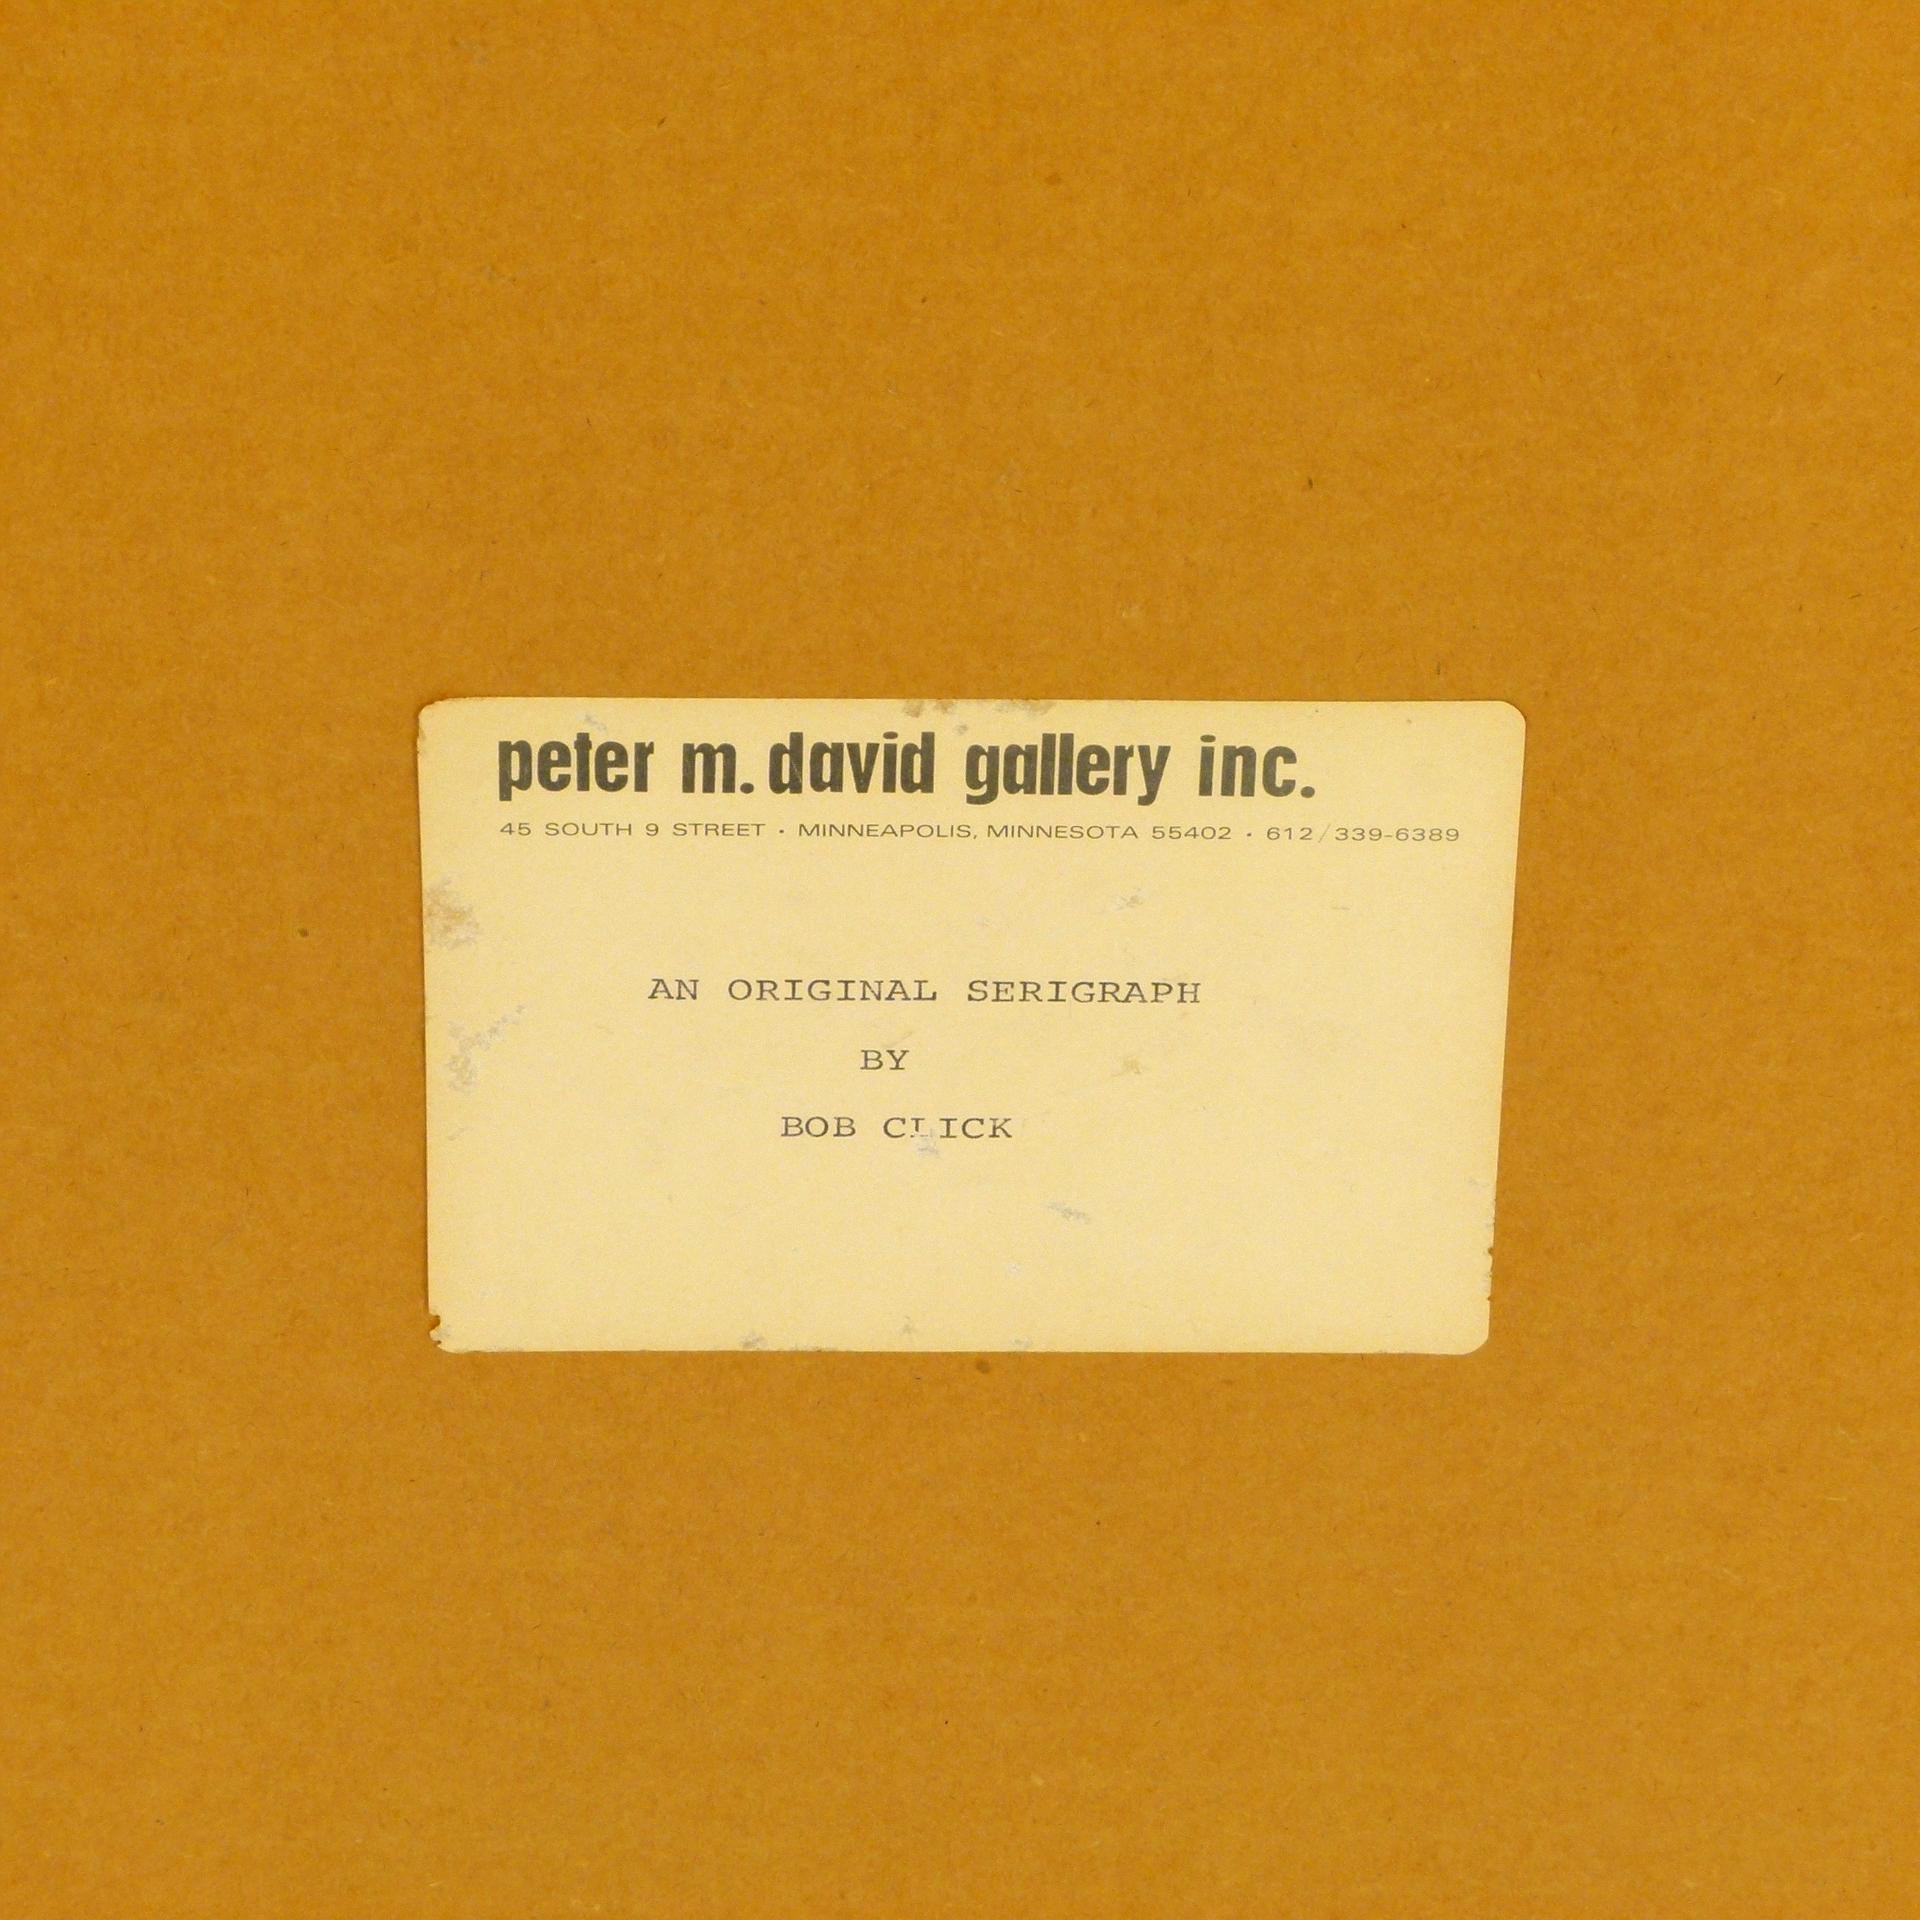 peter m. david gallery inc.
45 SOUTH 9 STREET · MINNEAPOLIS, MINNESOTA 55402 · 612/339-6389
AN ORIGINAL SERIGRAPH
BY
BOB CLICK